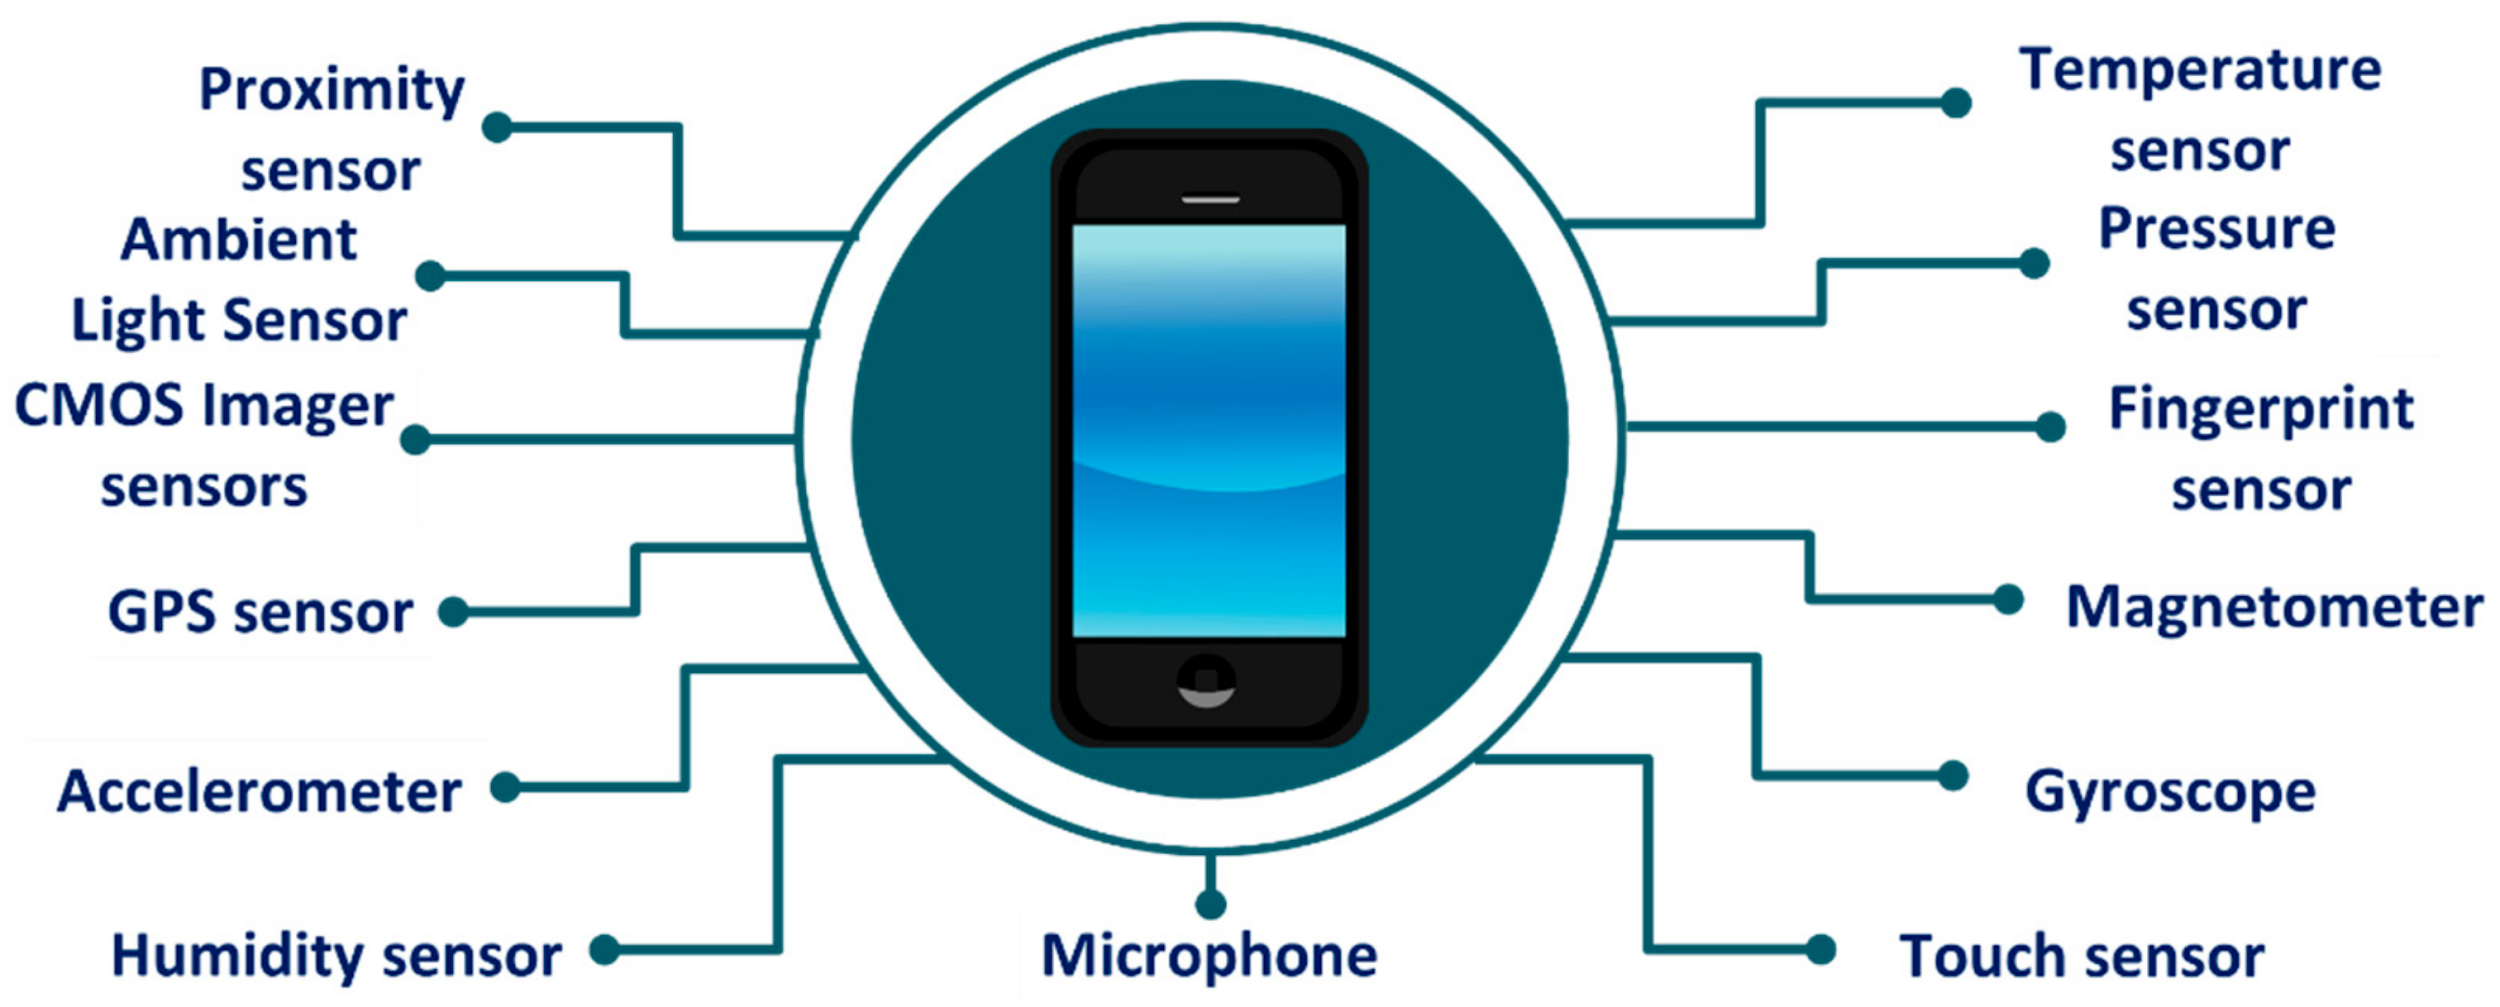 Proximity
sensor
Ambient
Light Sensor
CMOS Imager
sensors
GPS sensor
Accelerometer
Humidity sensor
Microphone
Temperature
sensor
Pressure
sensor
Fingerprint
sensor
Magnetometer
Gyroscope
Touch sensor